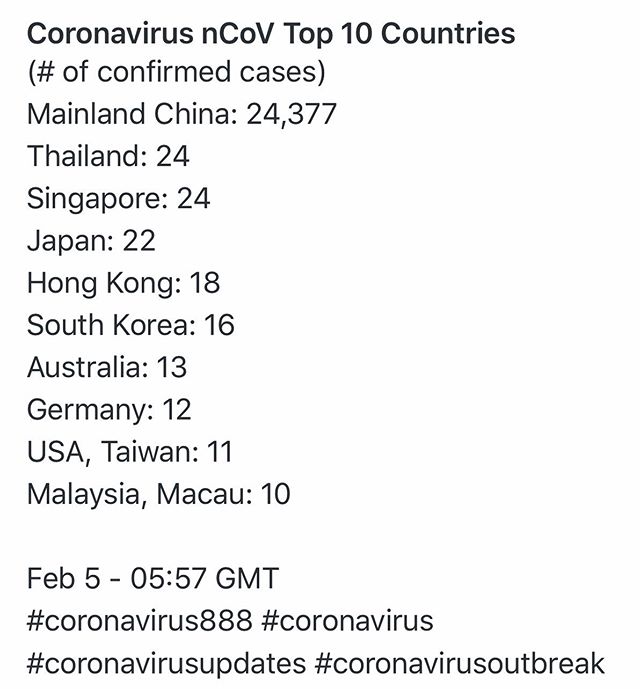 Coronavirus nCoV Top 10 Countries
(# of confirmed cases)
Mainland China: 24,377
Thailand: 24
Singapore: 24
Japan: 22
Hong Kong: 18
South Korea: 16
Australia: 13
Germany: 12
USA, Taiwan: 11
Malaysia, Macau: 10
Feb 5 - 05:57 GMT
#coronavirus888 #coronavirus
#coronavirusupdates #coronavirusoutbreak